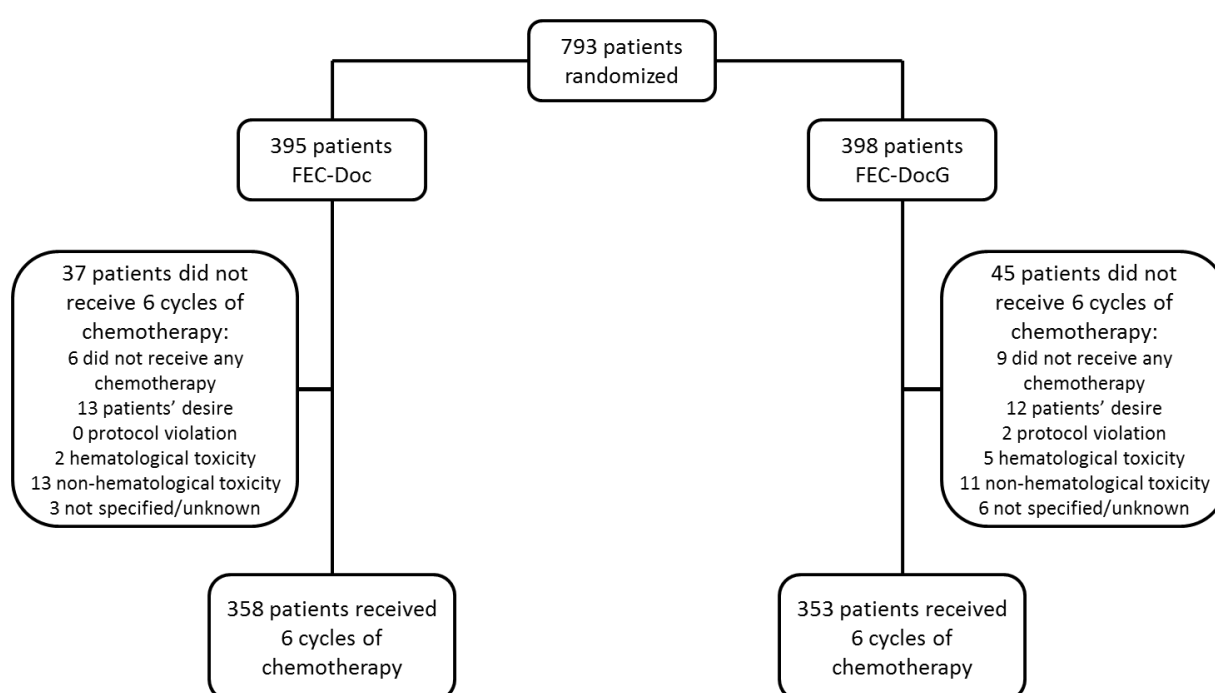 793 patients
randomized
395 patients
FEC-Doc
398 patients
FEC-DocG
37 patients did not
receive 6 cycles of
chemotherapy:
6 did not receive any
chemotherapy
13 patients’ desire
0 protocol violation
2 hematological toxicity
13 non-hematological toxicity
3 not specified/unknown
45 patients did not
receive 6 cycles of
chemotherapy:
9 did not receive any
chemotherapy
12 patients’ desire
2 protocol violation
5 hematological toxicity
11 non-hematological toxicity
6 not specified/unknown
358 patients received
6 cycles of
chemotherapy
353 patients received
6 cycles of
chemotherapy